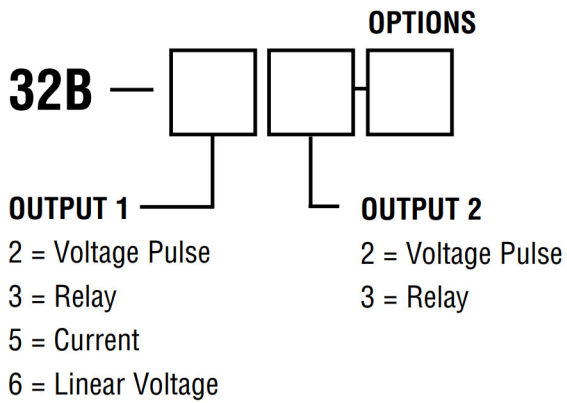 OPTIONS
32B —
OUTPUT 1
2 = Voltage Pulse
3 = Relay
5 = Current
6 = Linear Voltage
OUTPUT 2
2 = Voltage Pulse
3 = Relay